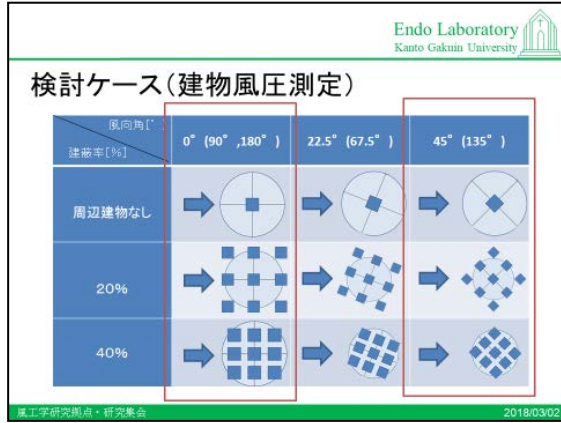 Endo Laboratory
Kanto Gakuin University
検討ケース(建物風圧測定)
風向角[°]
建蔽率[%]
0° (90° ,180° )
22.5° (67.5° )
45° (135° )
周辺建物なし
20%
40%
風工学研究拠点・研究集会
2018/03/02